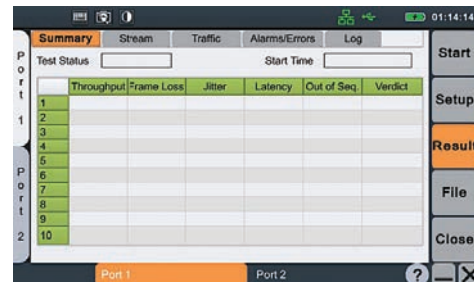 01:14:14
Summary Stream Traffic Alarms/Errors Log
Test Status Start Time
Throughput Frame Loss Jitter Latency Out of Seq. Verdict
1
2
3
4
5
6
7
8
9
10
Port 1
Port 2
Port 1 Port 2
Start
Setup
Result
File
Close
?